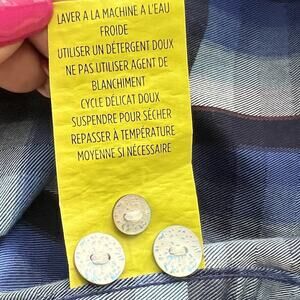 LAVER A LA MACHINE A L'EAU
FROIDE
UTILISER UN DÉTERGENT DOUX
NE PAS UTILISER AGENT DE
BLANCHIMENT
CYCLE DÉLICAT DOUX
SUSPENDRE POUR SÉCHER
REPASSER À TEMPÉRATURE
MOYENNE SI NÉCESSAIRE